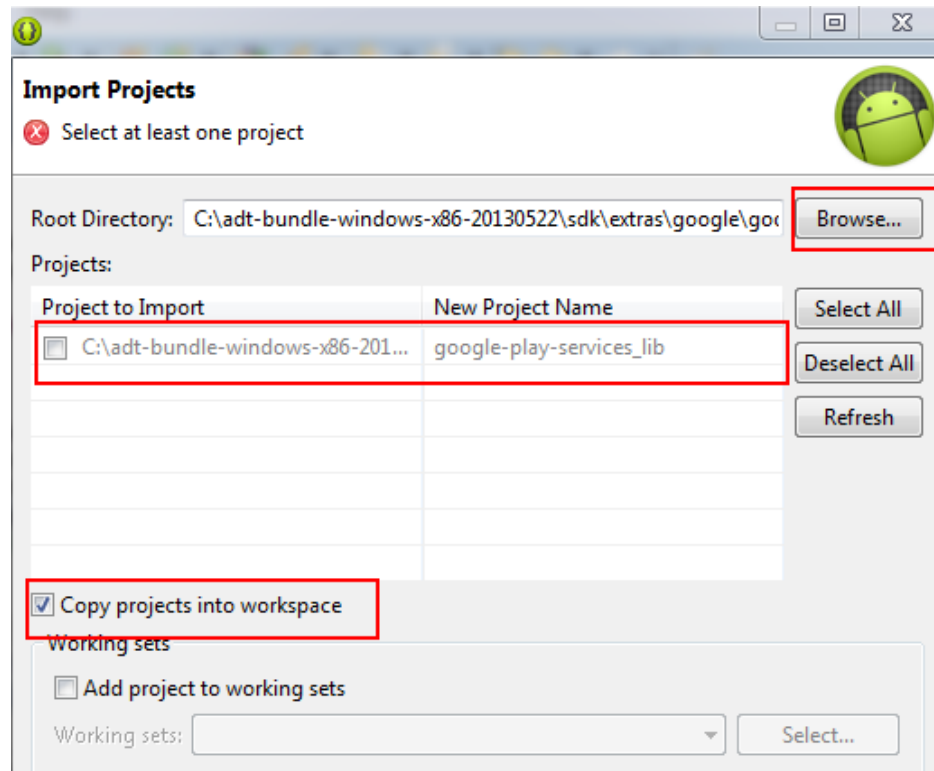 Import Projects
Select at least one project
Root Directory: C:\adt-bundle-windows-x86-20130522\sdk\extras\google\goo Browse...
Projects:
Project to Import New Project Name Select All
C:\adt-bundle-windows-x86-201... google-play-services_lib
Deselect All
Refresh
Copy projects into workspace
Working sets
Add project to working sets
Working sets: Select...